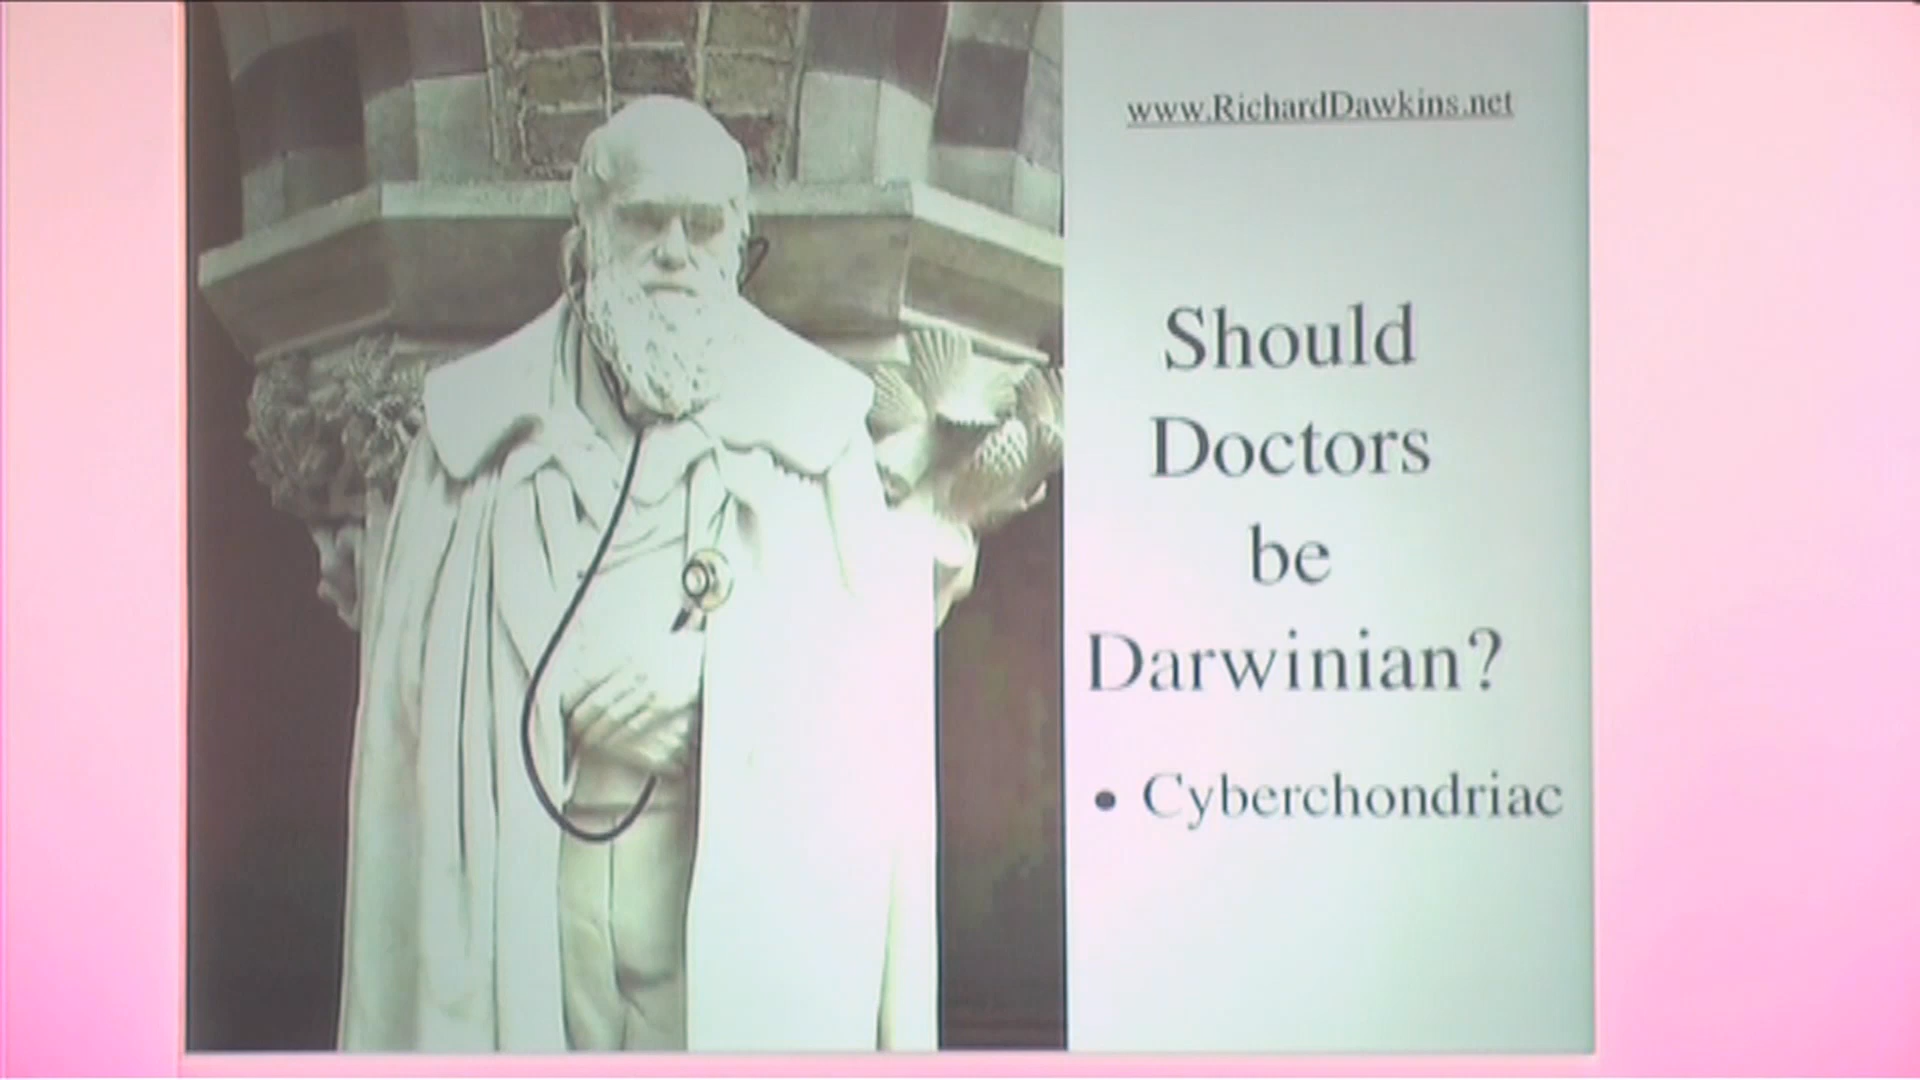 www.RichardDawkins.net
Should
Doctors
be
Darwinian?
• Cyberchondriac